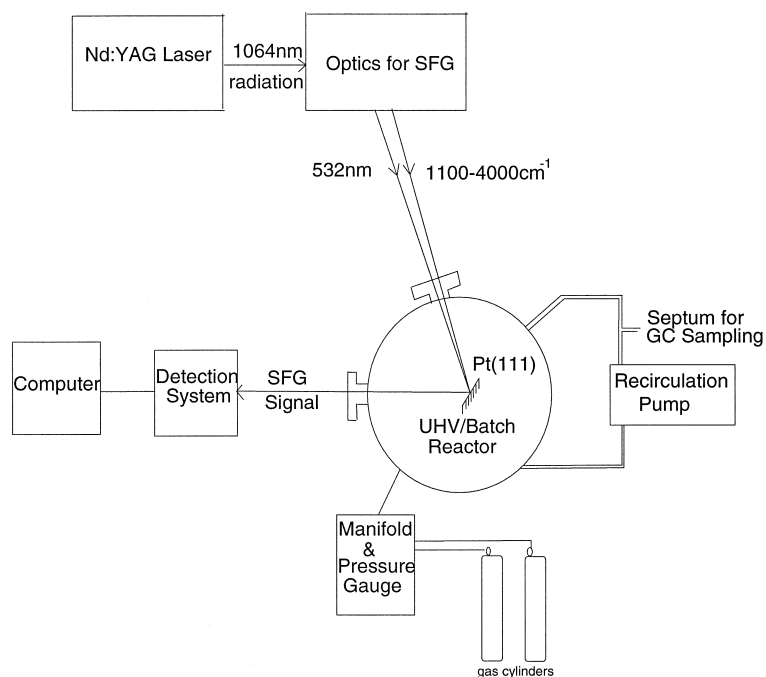 Nd:YAG Laser
1064nm
radiation
Optics for SFG
532nm
1100-4000cm⁻¹
Septum for
GC Sampling
Pt(111)
Recirculation
Pump
Computer
Detection
System
SFG
Signal
UHV/Batch
Reactor
Manifold
&
Pressure
Gauge
gas cylinders